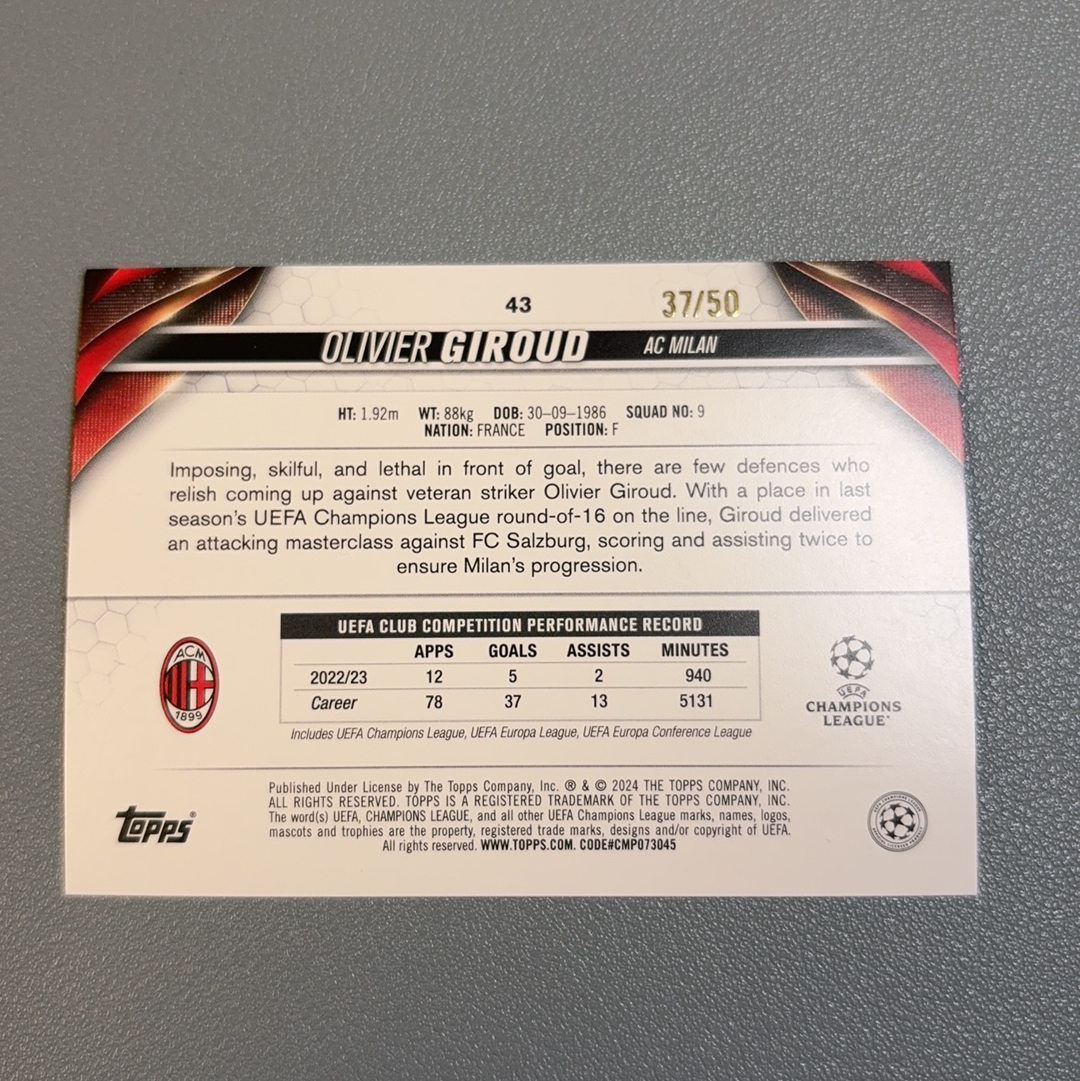 43 37/50
OLIVIER GIROUD AC MILAN
HT: 1.92m WT: 88kg DOB: 30-09-1986 SQUAD NO: 9
NATION: FRANCE POSITION: F
Imposing, skilful, and lethal in front of goal, there are few defences who
relish coming up against veteran striker Olivier Giroud. With a place in last
season's UEFA Champions League round-of-16 on the line, Giroud delivered
an attacking masterclass against FC Salzburg, scoring and assisting twice to
ensure Milan's progression.
UEFA CLUB COMPETITION PERFORMANCE RECORD
APPS GOALS ASSISTS MINUTES
2022/23 12 5 2 940
Career 78 37 13 5131
Includes UEFA Champions League, UEFA Europa League, UEFA Europa Conference League
ACM
1899
UEFA
CHAMPIONS
LEAGUE®
Published Under License by The Topps Company, Inc. ® & © 2024 THE TOPPS COMPANY, INC.
ALL RIGHTS RESERVED. TOPPS IS A REGISTERED TRADEMARK OF THE TOPPS COMPANY, INC.
The word(s) UEFA, CHAMPIONS LEAGUE, and all other UEFA Champions League marks, names, logos,
mascots and trophies are the property, registered trade marks, designs and/or copyright of UEFA.
All rights reserved. WWW.TOPPS.COM. CODE#CMP073045
Topps®